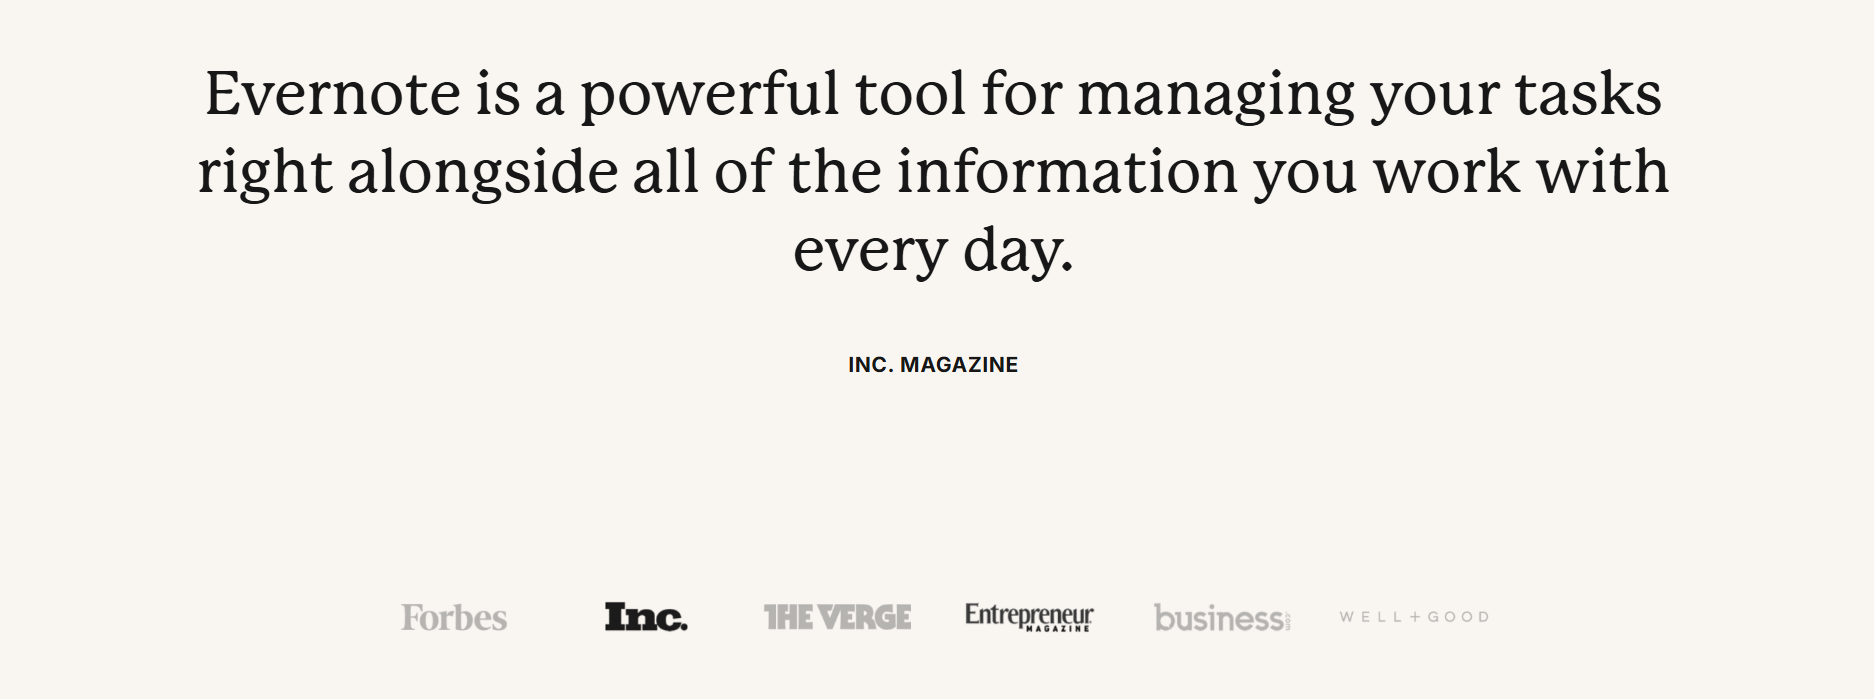 Evernote is a powerful tool for managing your tasks
right alongside all of the information you work with
every day.
INC. MAGAZINE
Forbes
Inc.
THE VERGE
Entrepreneur
MAGAZINE
business
WELL+GOOD